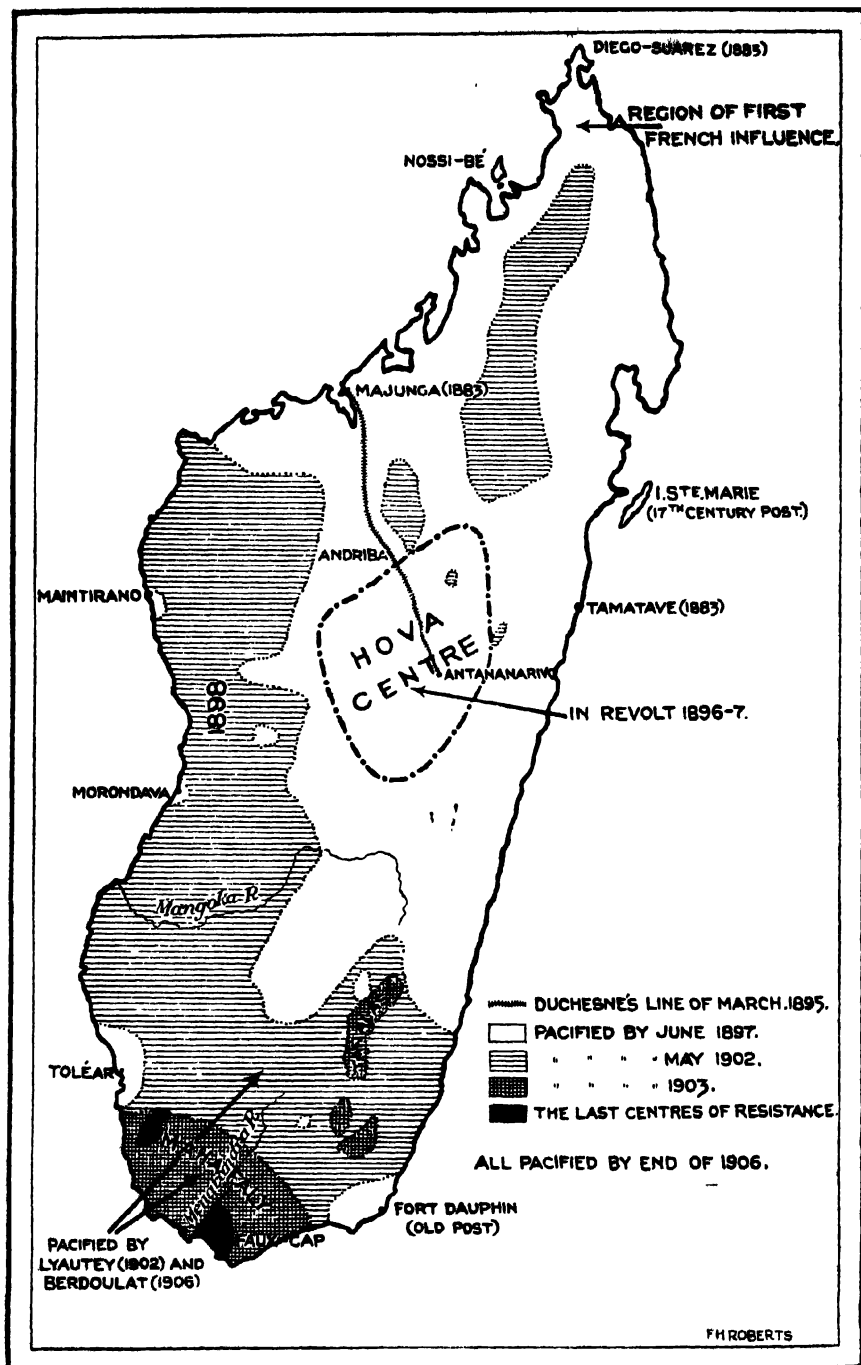 DIEGO-SUAREZ (1885)
REGION OF FIRST
FRENCH INFLUENCE.
NOSSI-BÉ
MAJUNGA (1883)
I. STE. MARIE
(17TH CENTURY POST.)
ANDRIBA
MAINTIRANO
TAMATAVE (1883)
HOVA
CENTRE
ANTANANARIVO
1898
IN REVOLT 1896-7.
MORONDAVA
Mangoka R.
DUCHESNE'S LINE OF MARCH. 1895.
PACIFIED BY JUNE 1897.
" " " " MAY 1902.
" " " " 1903.
THE LAST CENTRES OF RESISTANCE.
TOLÉAR
ALL PACIFIED BY END OF 1906.
FORT DAUPHIN
(OLD POST)
FAUX CAP
PACIFIED BY
LYAUTEY (1902) AND
BERDOULAT (1906)
F H ROBERTS